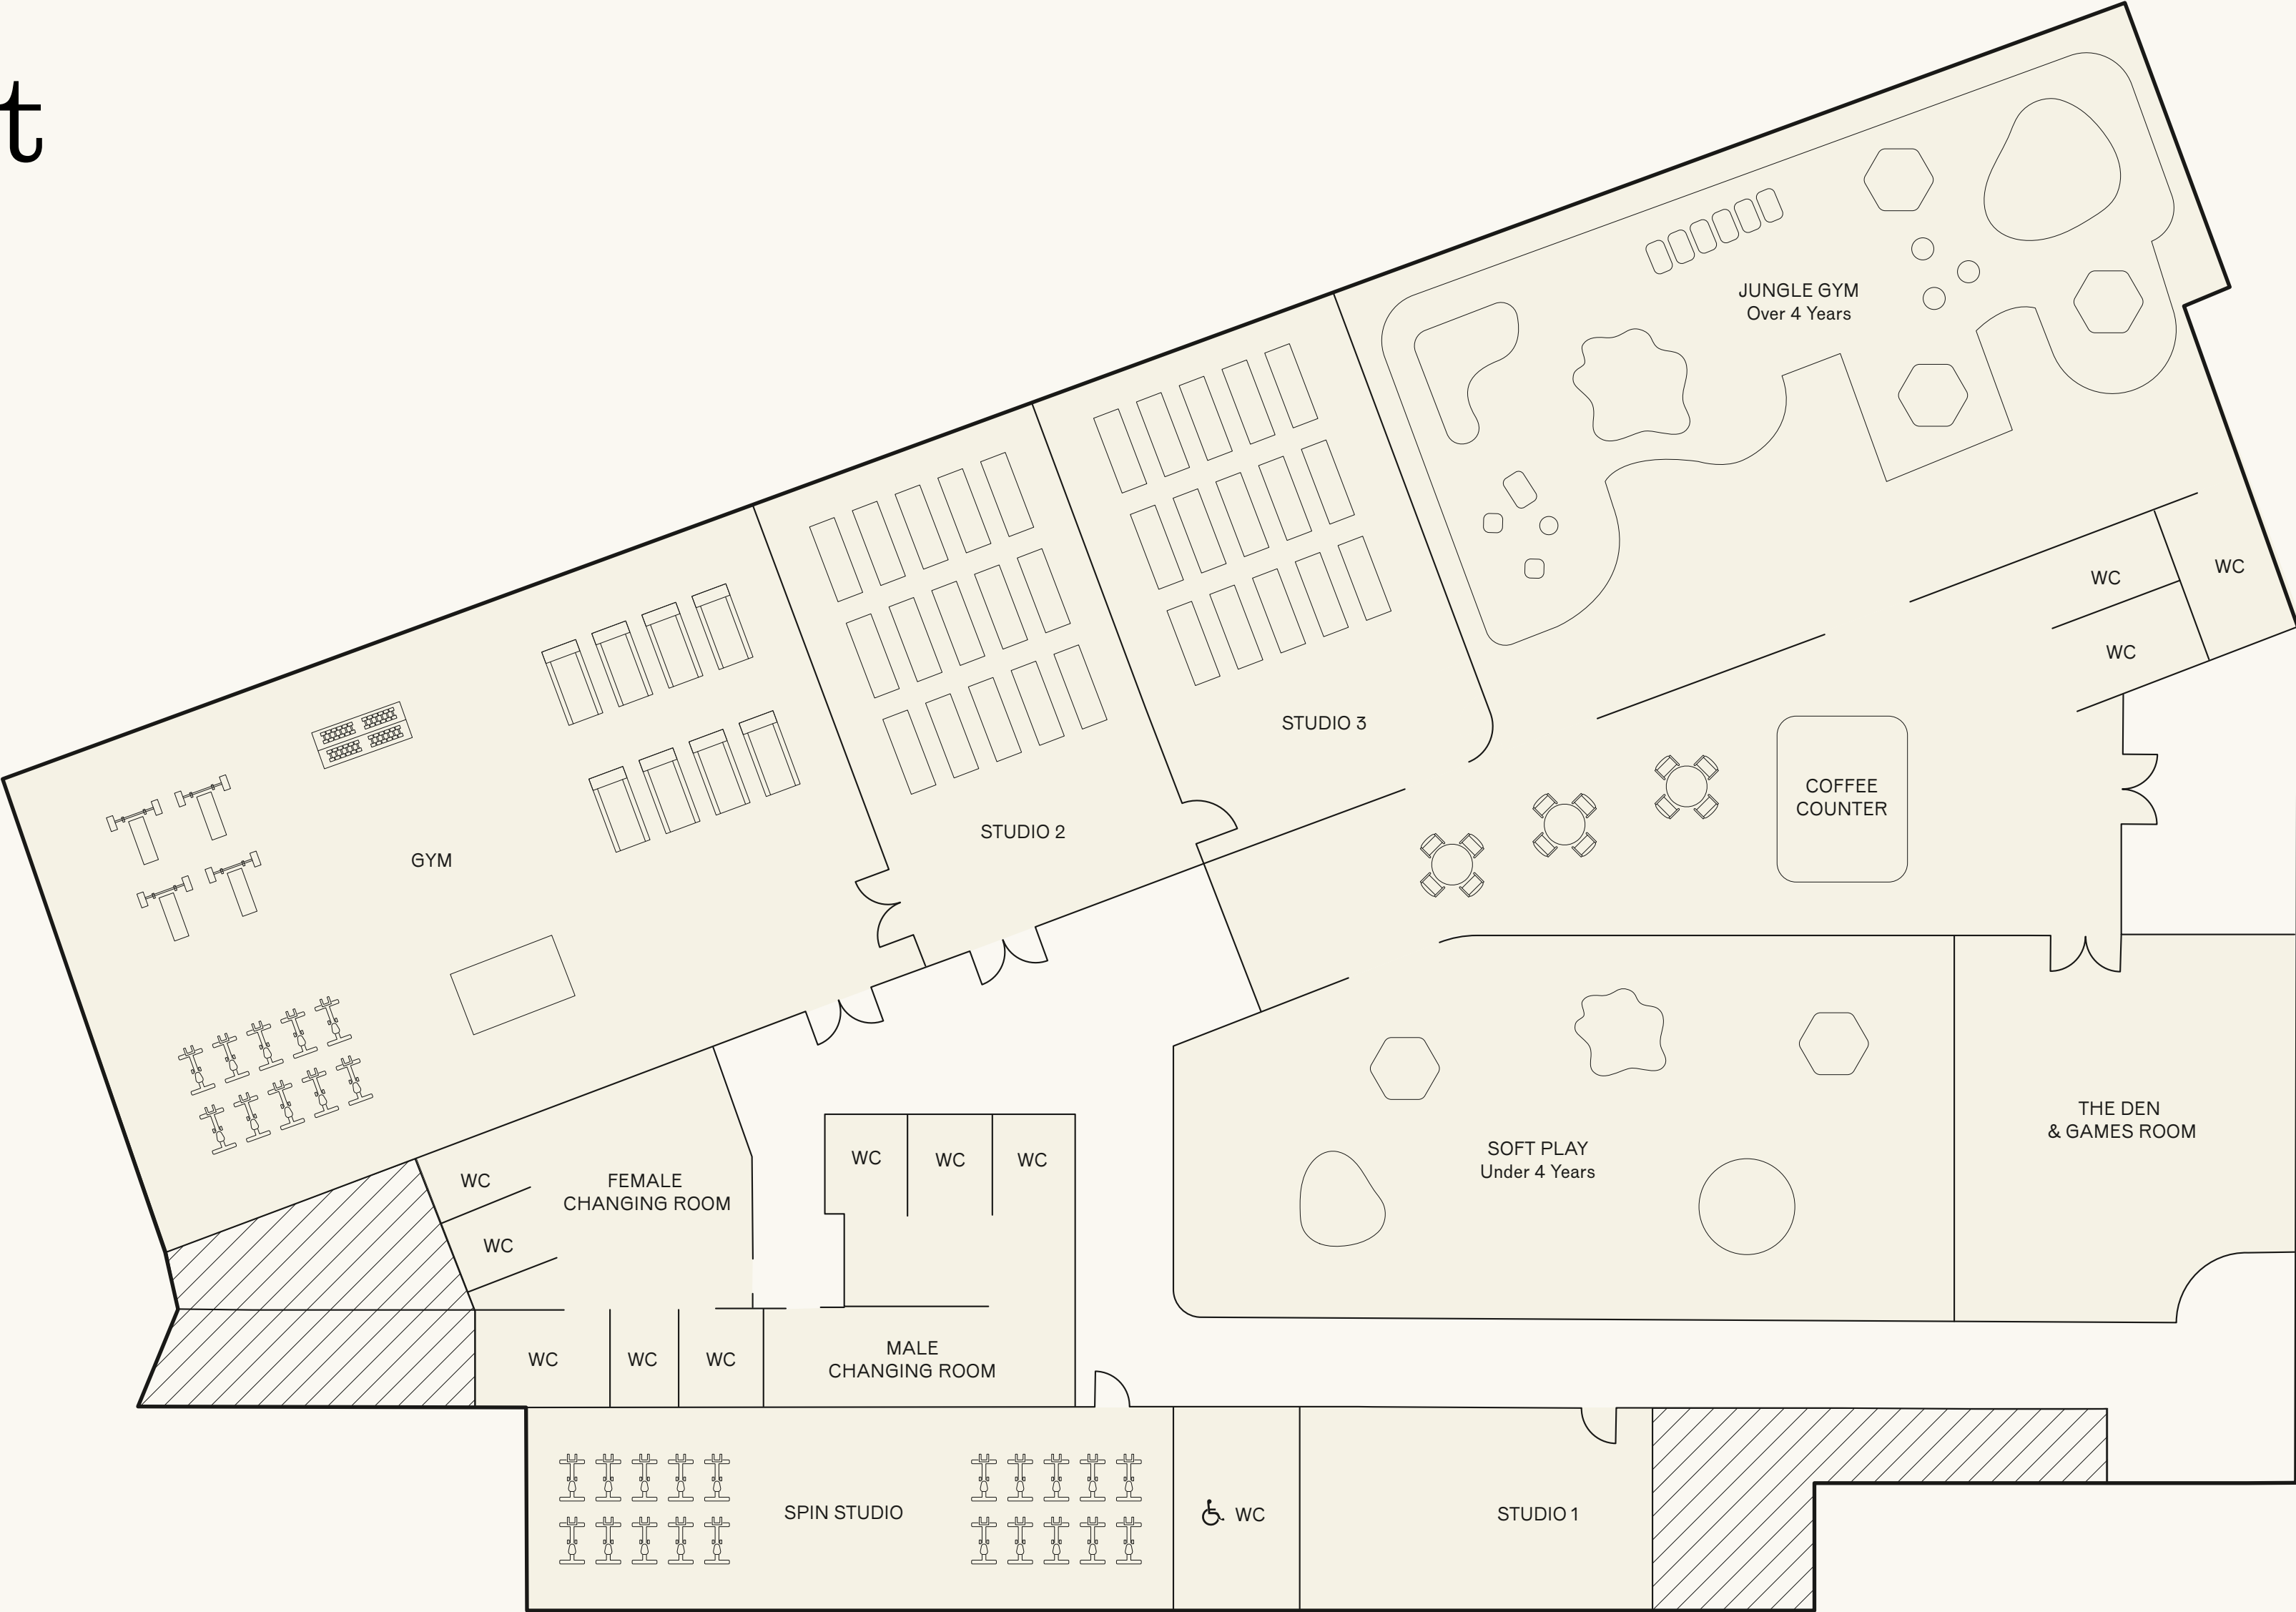 t
JUNGLE GYM
Over 4 Years
WC
WC
WC
STUDIO 3
COFFEE
COUNTER
STUDIO 2
GYM
THE DEN
& GAMES ROOM
SOFT PLAY
Under 4 Years
WC
WC
WC
WC
FEMALE
CHANGING ROOM
WC
MALE
CHANGING ROOM
WC
WC
WC
SPIN STUDIO
WC
STUDIO 1